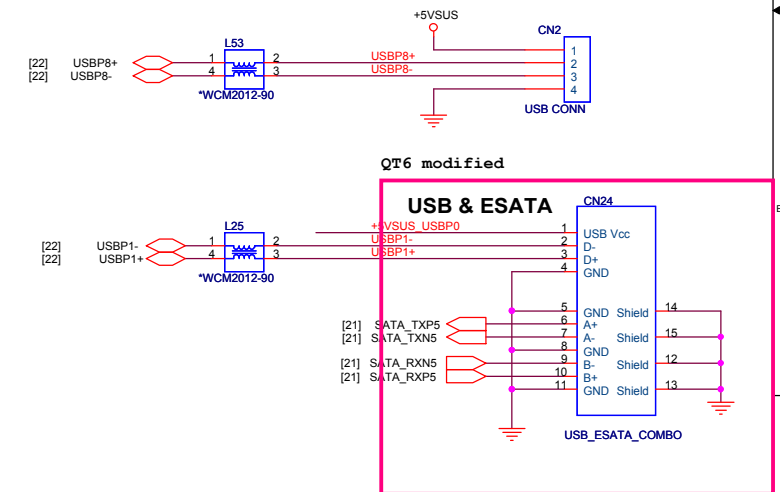 +5VSUS
L53
CN2
[22] USBP8+ 1 2 USBP8+ 1
[22] USBP8- 4 3 USBP8- 2
3
4
*WCM2012-90
USB CONN
QT6 modified
USB & ESATA
CN24
L25
+5VSUS_USBP0 1 USB Vcc
[22] USBP1- 1 2 USBP1- 2 D-
[22] USBP1+ 4 3 USBP1+ 3 D+
4 GND
*WCM2012-90
5 GND Shield 14
[21] SATA_TXP5 6 A+
[21] SATA_TXN5 7 A- Shield 15
8 GND
[21] SATA_RXN5 9 B- Shield 12
[21] SATA_RXP5 10 B+
11 GND Shield 13
USB_ESATA_COMBO